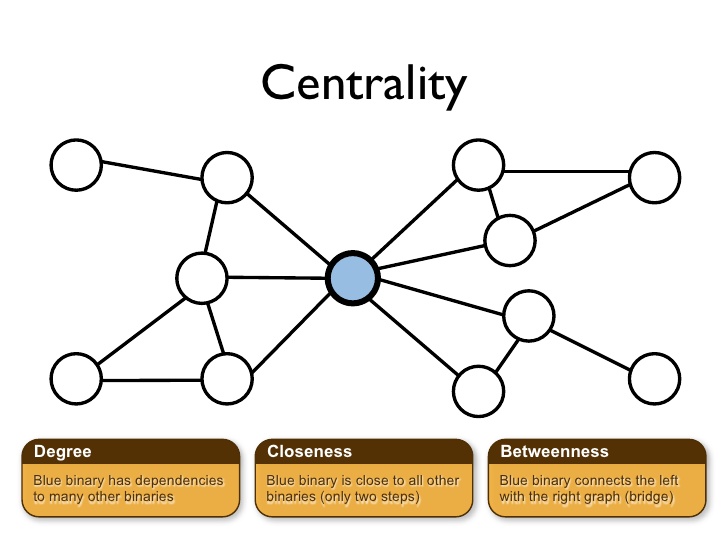 Centrality
Degree
Blue binary has dependencies
to many other binaries
Closeness
Blue binary is close to all other
binaries (only two steps)
Betweenness
Blue binary connects the left
with the right graph (bridge)